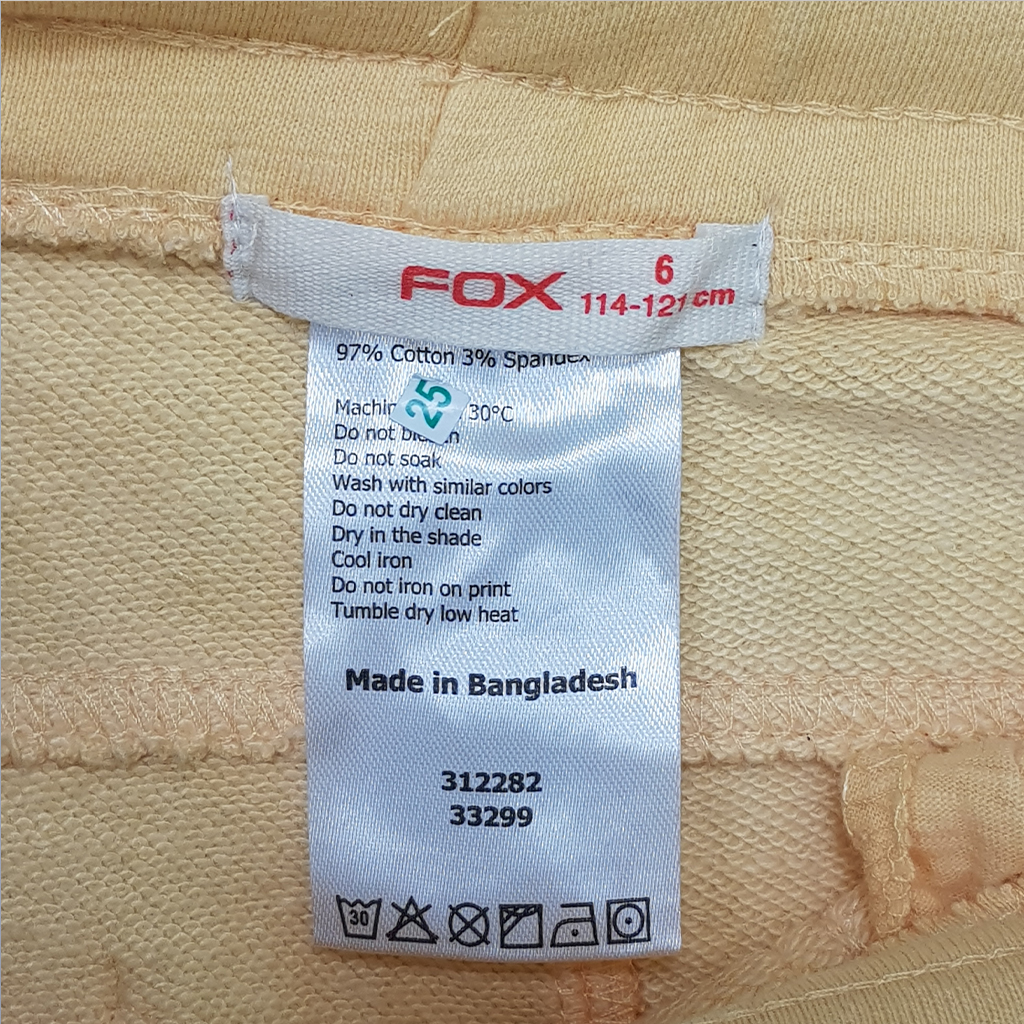 FOX
6
114-121 cm
97% Cotton 3% Spandex
25
30°C
Do not
Do not soak
Wash with similar colors
Do not dry clean
Dry in the shade
Cool iron
Do not iron on print
Tumble dry low heat
Made in Bangladesh
312282
33299
30